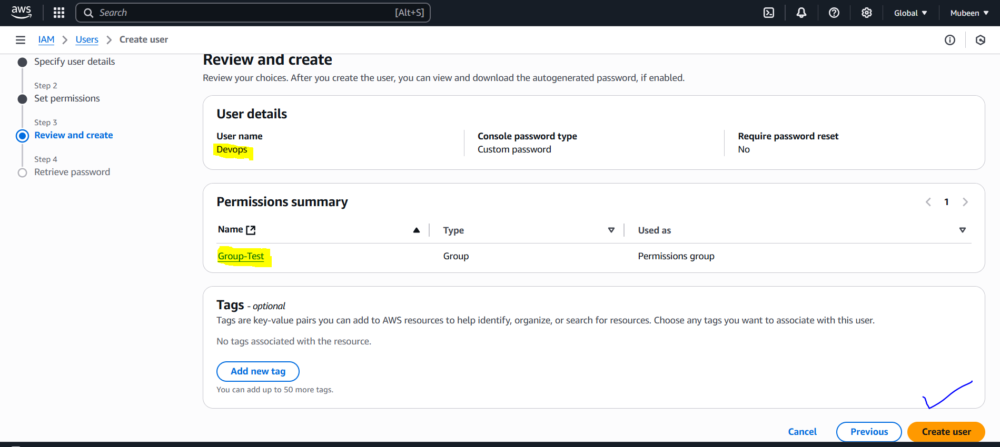 aws
Search [Alt+S] Global Mubeen
IAM Users Create user
Specify user details
Step 2
Set permissions
Step 3
Review and create
Step 4
Retrieve password
Review and create
Review your choices. After you create the user, you can view and download the autogenerated password, if enabled.
User details
User name Console password type Require password reset
Devops Custom password No
Permissions summary 1
Name Type Used as
Group-Test Group Permissions group
Tags - optional
Tags are key-value pairs you can add to AWS resources to help identify, organize, or search for resources. Choose any tags you want to associate with this user.
No tags associated with the resource.
Add new tag
You can add up to 50 more tags.
Cancel Previous Create user